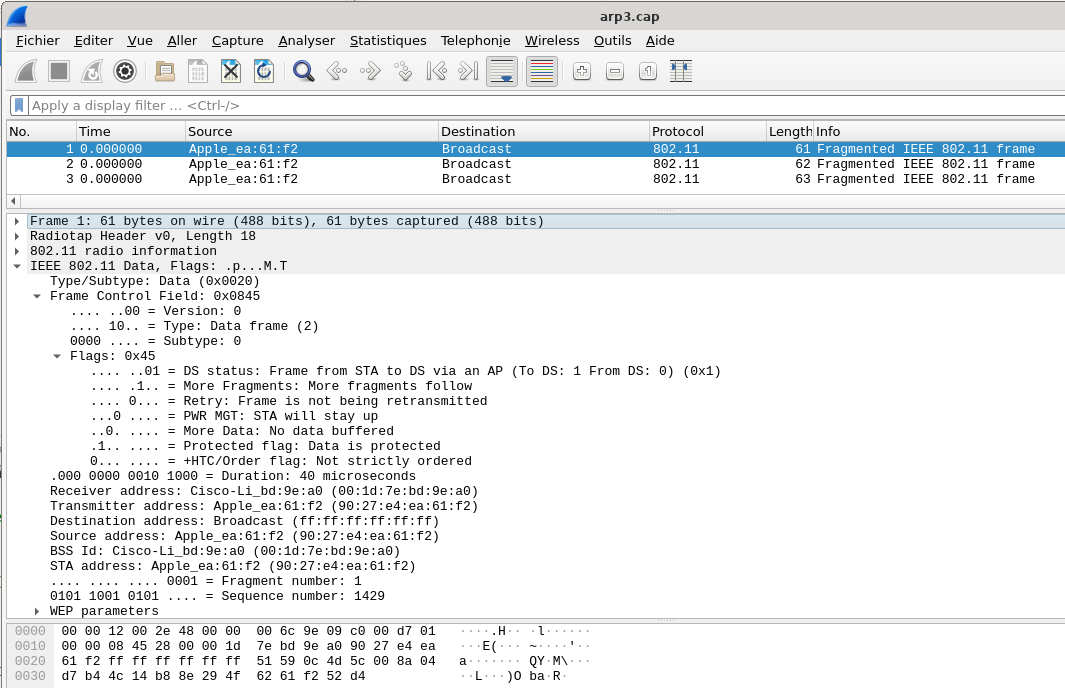 arp3.cap
Fichier Editer Vue Aller Capture Analyser Statistiques Telephonie Wireless Outils Aide
Apply a display filter … <Ctrl-/>
No. Time Source Destination Protocol Length Info
1 0.000000 Apple_ea:61:f2 Broadcast 802.11 61 Fragmented IEEE 802.11 frame
2 0.000000 Apple_ea:61:f2 Broadcast 802.11 62 Fragmented IEEE 802.11 frame
3 0.000000 Apple_ea:61:f2 Broadcast 802.11 63 Fragmented IEEE 802.11 frame
Frame 1: 61 bytes on wire (488 bits), 61 bytes captured (488 bits)
Radiotap Header v0, Length 18
802.11 radio information
IEEE 802.11 Data, Flags: .p...M.T
Type/Subtype: Data (0x0020)
Frame Control Field: 0x0845
.... ..00 = Version: 0
.... 10.. = Type: Data frame (2)
0000 .... = Subtype: 0
Flags: 0x45
.... ..01 = DS status: Frame from STA to DS via an AP (To DS: 1 From DS: 0) (0x1)
.... .1.. = More Fragments: More fragments follow
.... 0... = Retry: Frame is not being retransmitted
...0 .... = PWR MGT: STA will stay up
..0. .... = More Data: No data buffered
.1.. .... = Protected flag: Data is protected
0... .... = +HTC/Order flag: Not strictly ordered
.000 0000 0010 1000 = Duration: 40 microseconds
Receiver address: Cisco-Li_bd:9e:a0 (00:1d:7e:bd:9e:a0)
Transmitter address: Apple_ea:61:f2 (90:27:e4:ea:61:f2)
Destination address: Broadcast (ff:ff:ff:ff:ff:ff)
Source address: Apple_ea:61:f2 (90:27:e4:ea:61:f2)
BSS Id: Cisco-Li_bd:9e:a0 (00:1d:7e:bd:9e:a0)
STA address: Apple_ea:61:f2 (90:27:e4:ea:61:f2)
.... .... .... 0001 = Fragment number: 1
0101 1001 0101 .... = Sequence number: 1429
WEP parameters
0000 00 00 12 00 2e 48 00 00 00 6c 9e 09 c0 00 d7 01 ····.H·· ·l······
0010 00 00 08 45 28 00 00 1d 7e bd 9e a0 90 27 e4 ea ···E(··· ~····'··
0020 61 f2 ff ff ff ff ff ff 51 59 0c 4d 5c 00 8a 04 a······· QY·M\···
0030 d7 b4 4c 14 b8 8e 29 4f 62 61 f2 52 d4 ··L···)O ba·R·